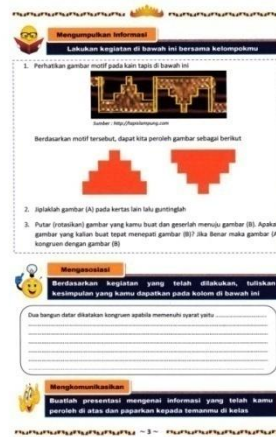 Mengumpulkan Informasi
Lakukan kegiatan di bawah ini bersama kelompokmu
1. Perhatikan gambar motif pada kain tapis di bawah ini
Sumber : http://tapislampung.com
Berdasarkan motif tersebut, dapat kita peroleh gambar sebagai berikut
2. Jiplaklah gambar (A) pada kertas lain lalu guntinglah
3. Putar (rotasikan) gambar yang kamu buat dan geserlah menuju gambar (B). Apaka
gambar yang kalian buat tepat menepati gambar (B)? Jika Benar maka gambar (A
kongruen dengan gambar (B)
Mengasosiasi
Berdasarkan kegiatan yang telah dilakukan, tuliskan
kesimpulan yang kamu dapatkan pada kolom di bawah ini
Dua bangun datar dikatakan kongruen apabila memenuhi syarat yaitu
Mengkomunikasikan
Buatlah presentasi mengenai informasi yang telah kamu
peroleh di atas dan paparkan kepada temanmu di kelas
~ 3 ~